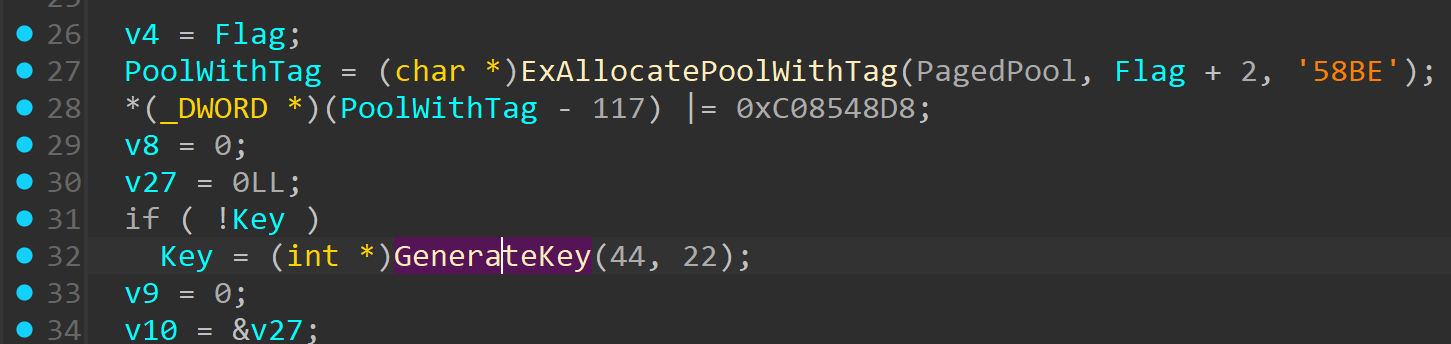 26 v4 = Flag;
27 PoolWithTag = (char *)ExAllocatePoolWithTag(PagedPool, Flag + 2, '58BE');
28 *(_DWORD *)(PoolWithTag - 117) |= 0xC08548D8;
29 v8 = 0;
30 v27 = 0LL;
31 if ( !Key )
32 Key = (int *)GenerateKey(44, 22);
33 v9 = 0;
34 v10 = &v27;